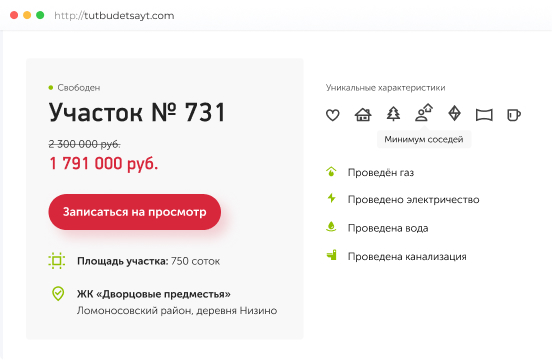 http://tutbudetsayt.com
Свободен
Участок № 731
2 300 000 руб.
1 791 000 руб.
Записаться на просмотр
Площадь участка: 750 соток
ЖК «Дворцовые предместья»
Ломоносовский район, деревня Низино
Уникальные характеристики
Минимум соседей
Проведён газ
Проведено электричество
Проведена вода
Проведена канализация